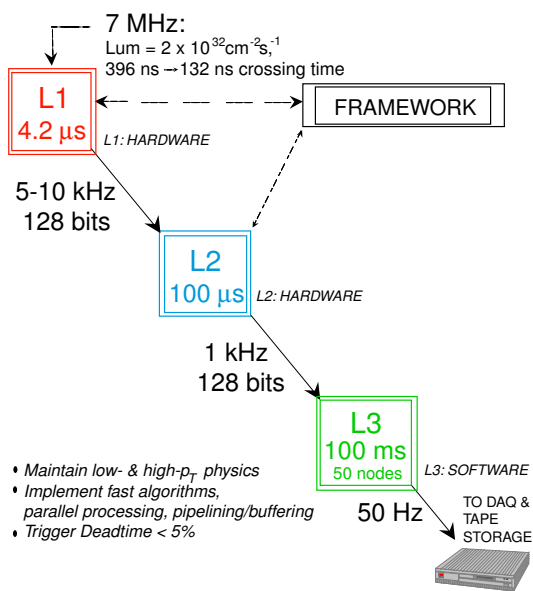 7 MHz:
Lum = 2 x 10³²cm⁻²s,⁻¹
396 ns → 132 ns crossing time
L1
4.2 µs
FRAMEWORK
L1: HARDWARE
5-10 kHz
128 bits
L2
100 µs
L2: HARDWARE
1 kHz
128 bits
L3
100 ms
50 nodes
L3: SOFTWARE
• Maintain low- & high-p_T physics
• Implement fast algorithms,
parallel processing, pipelining/buffering
• Trigger Deadtime < 5%
50 Hz
TO DAQ &
TAPE
STORAGE